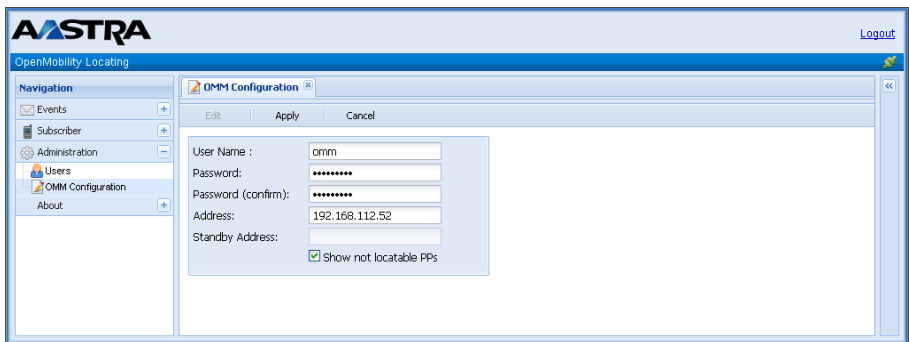 AASTRA
Logout
OpenMobility Locating
Navigation
OMM Configuration
Events
Edit Apply Cancel
Subscriber
Administration
Users
OMM Configuration
About
User Name : omm
Password: •••••••••
Password (confirm): •••••••••
Address: 192.168.112.52
Standby Address:
Show not locatable PPs